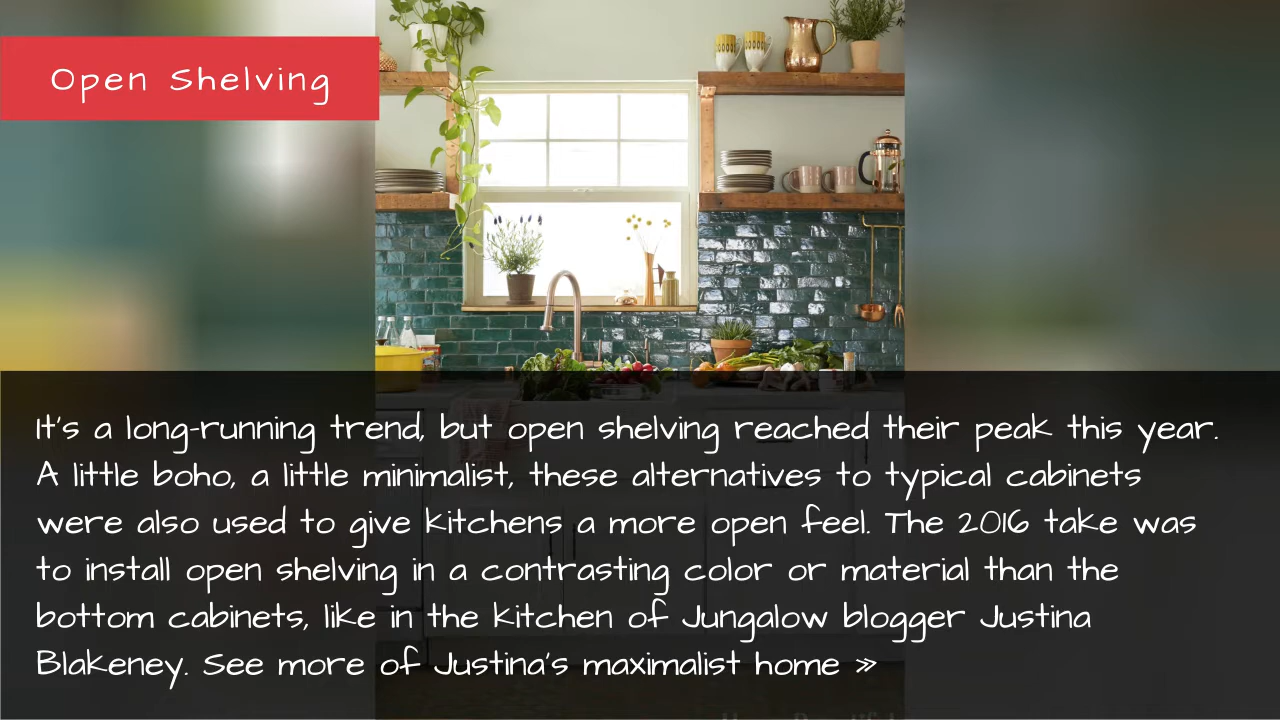 Open Shelving
It's a long-running trend, but open shelving reached their peak this year.
A little boho, a little minimalist, these alternatives to typical cabinets
were also used to give kitchens a more open feel. The 2016 take was
to install open shelving in a contrasting color or material than the
bottom cabinets, like in the kitchen of Jungalow blogger Justina
Blakeney. See more of Justina's maximalist home »